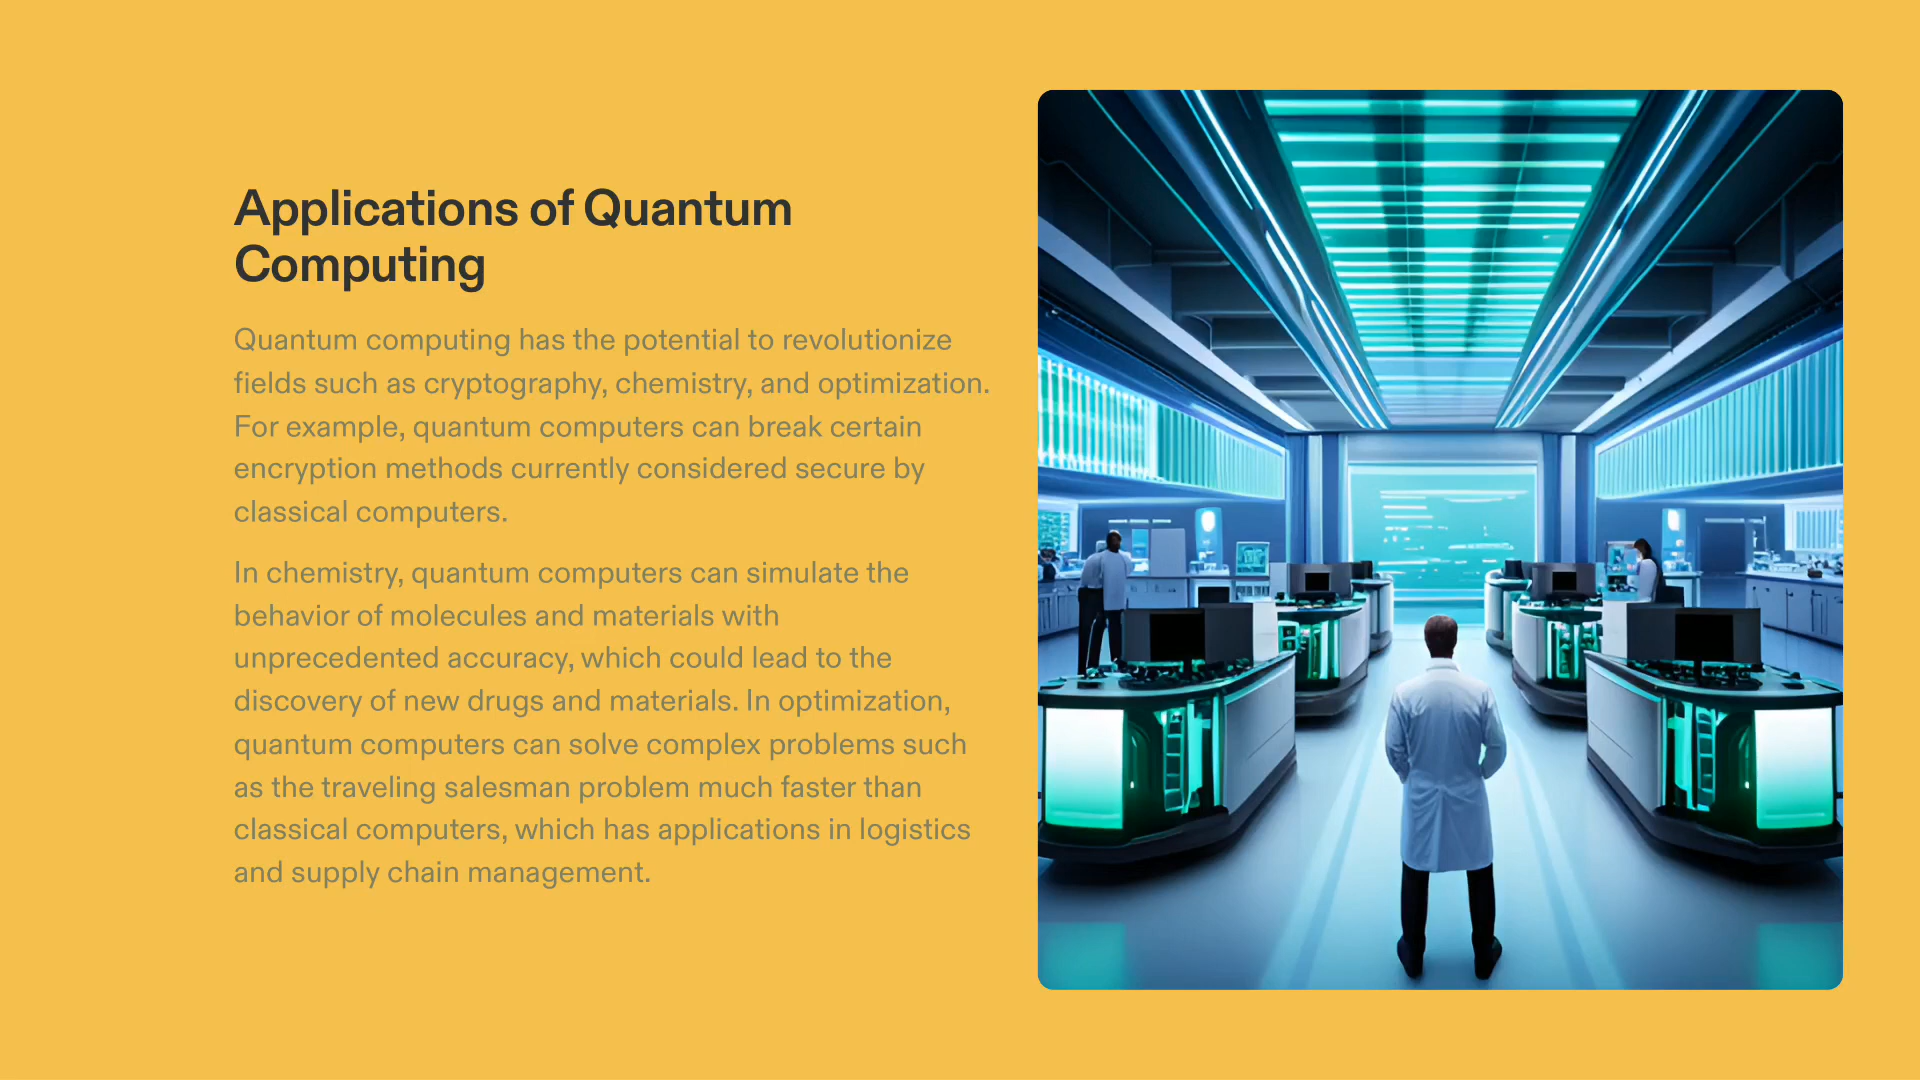 Applications of Quantum
Computing
Quantum computing has the potential to revolutionize
fields such as cryptography, chemistry, and optimization.
For example, quantum computers can break certain
encryption methods currently considered secure by
classical computers.
In chemistry, quantum computers can simulate the
behavior of molecules and materials with
unprecedented accuracy, which could lead to the
discovery of new drugs and materials. In optimization,
quantum computers can solve complex problems such
as the traveling salesman problem much faster than
classical computers, which has applications in logistics
and supply chain management.